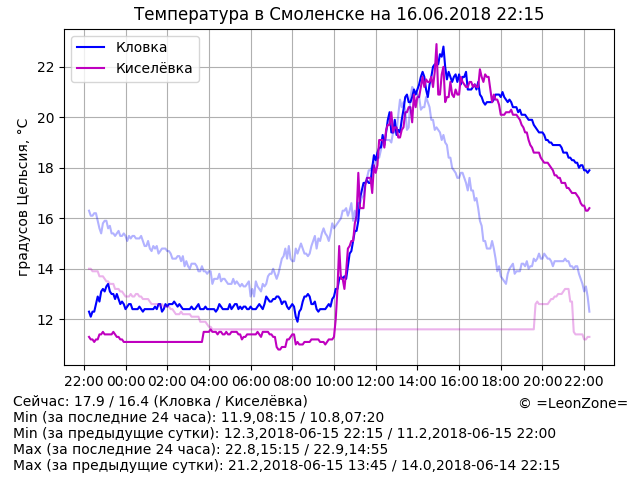 Температура в Смоленске на 16.06.2018 22:15
Кловка
Киселёвка
градусов Цельсия, °C
22
20
18
16
14
12
22:00 00:00 02:00 04:00 06:00 08:00 10:00 12:00 14:00 16:00 18:00 20:00 22:00
Сейчас: 17.9 / 16.4 (Кловка / Киселёвка)
© =LeonZone=
Min (за последние 24 часа): 11.9,08:15 / 10.8,07:20
Min (за предыдущие сутки): 12.3,2018-06-15 22:15 / 11.2,2018-06-15 22:00
Max (за последние 24 часа): 22.8,15:15 / 22.9,14:55
Max (за предыдущие сутки): 21.2,2018-06-15 13:45 / 14.0,2018-06-14 22:15